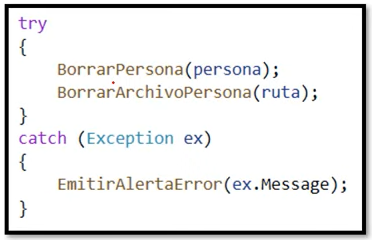 try
{
BorrarPersona(persona);
BorrarArchivoPersona(ruta);
}
catch (Exception ex)
{
EmitirAlertaError(ex.Message);
}